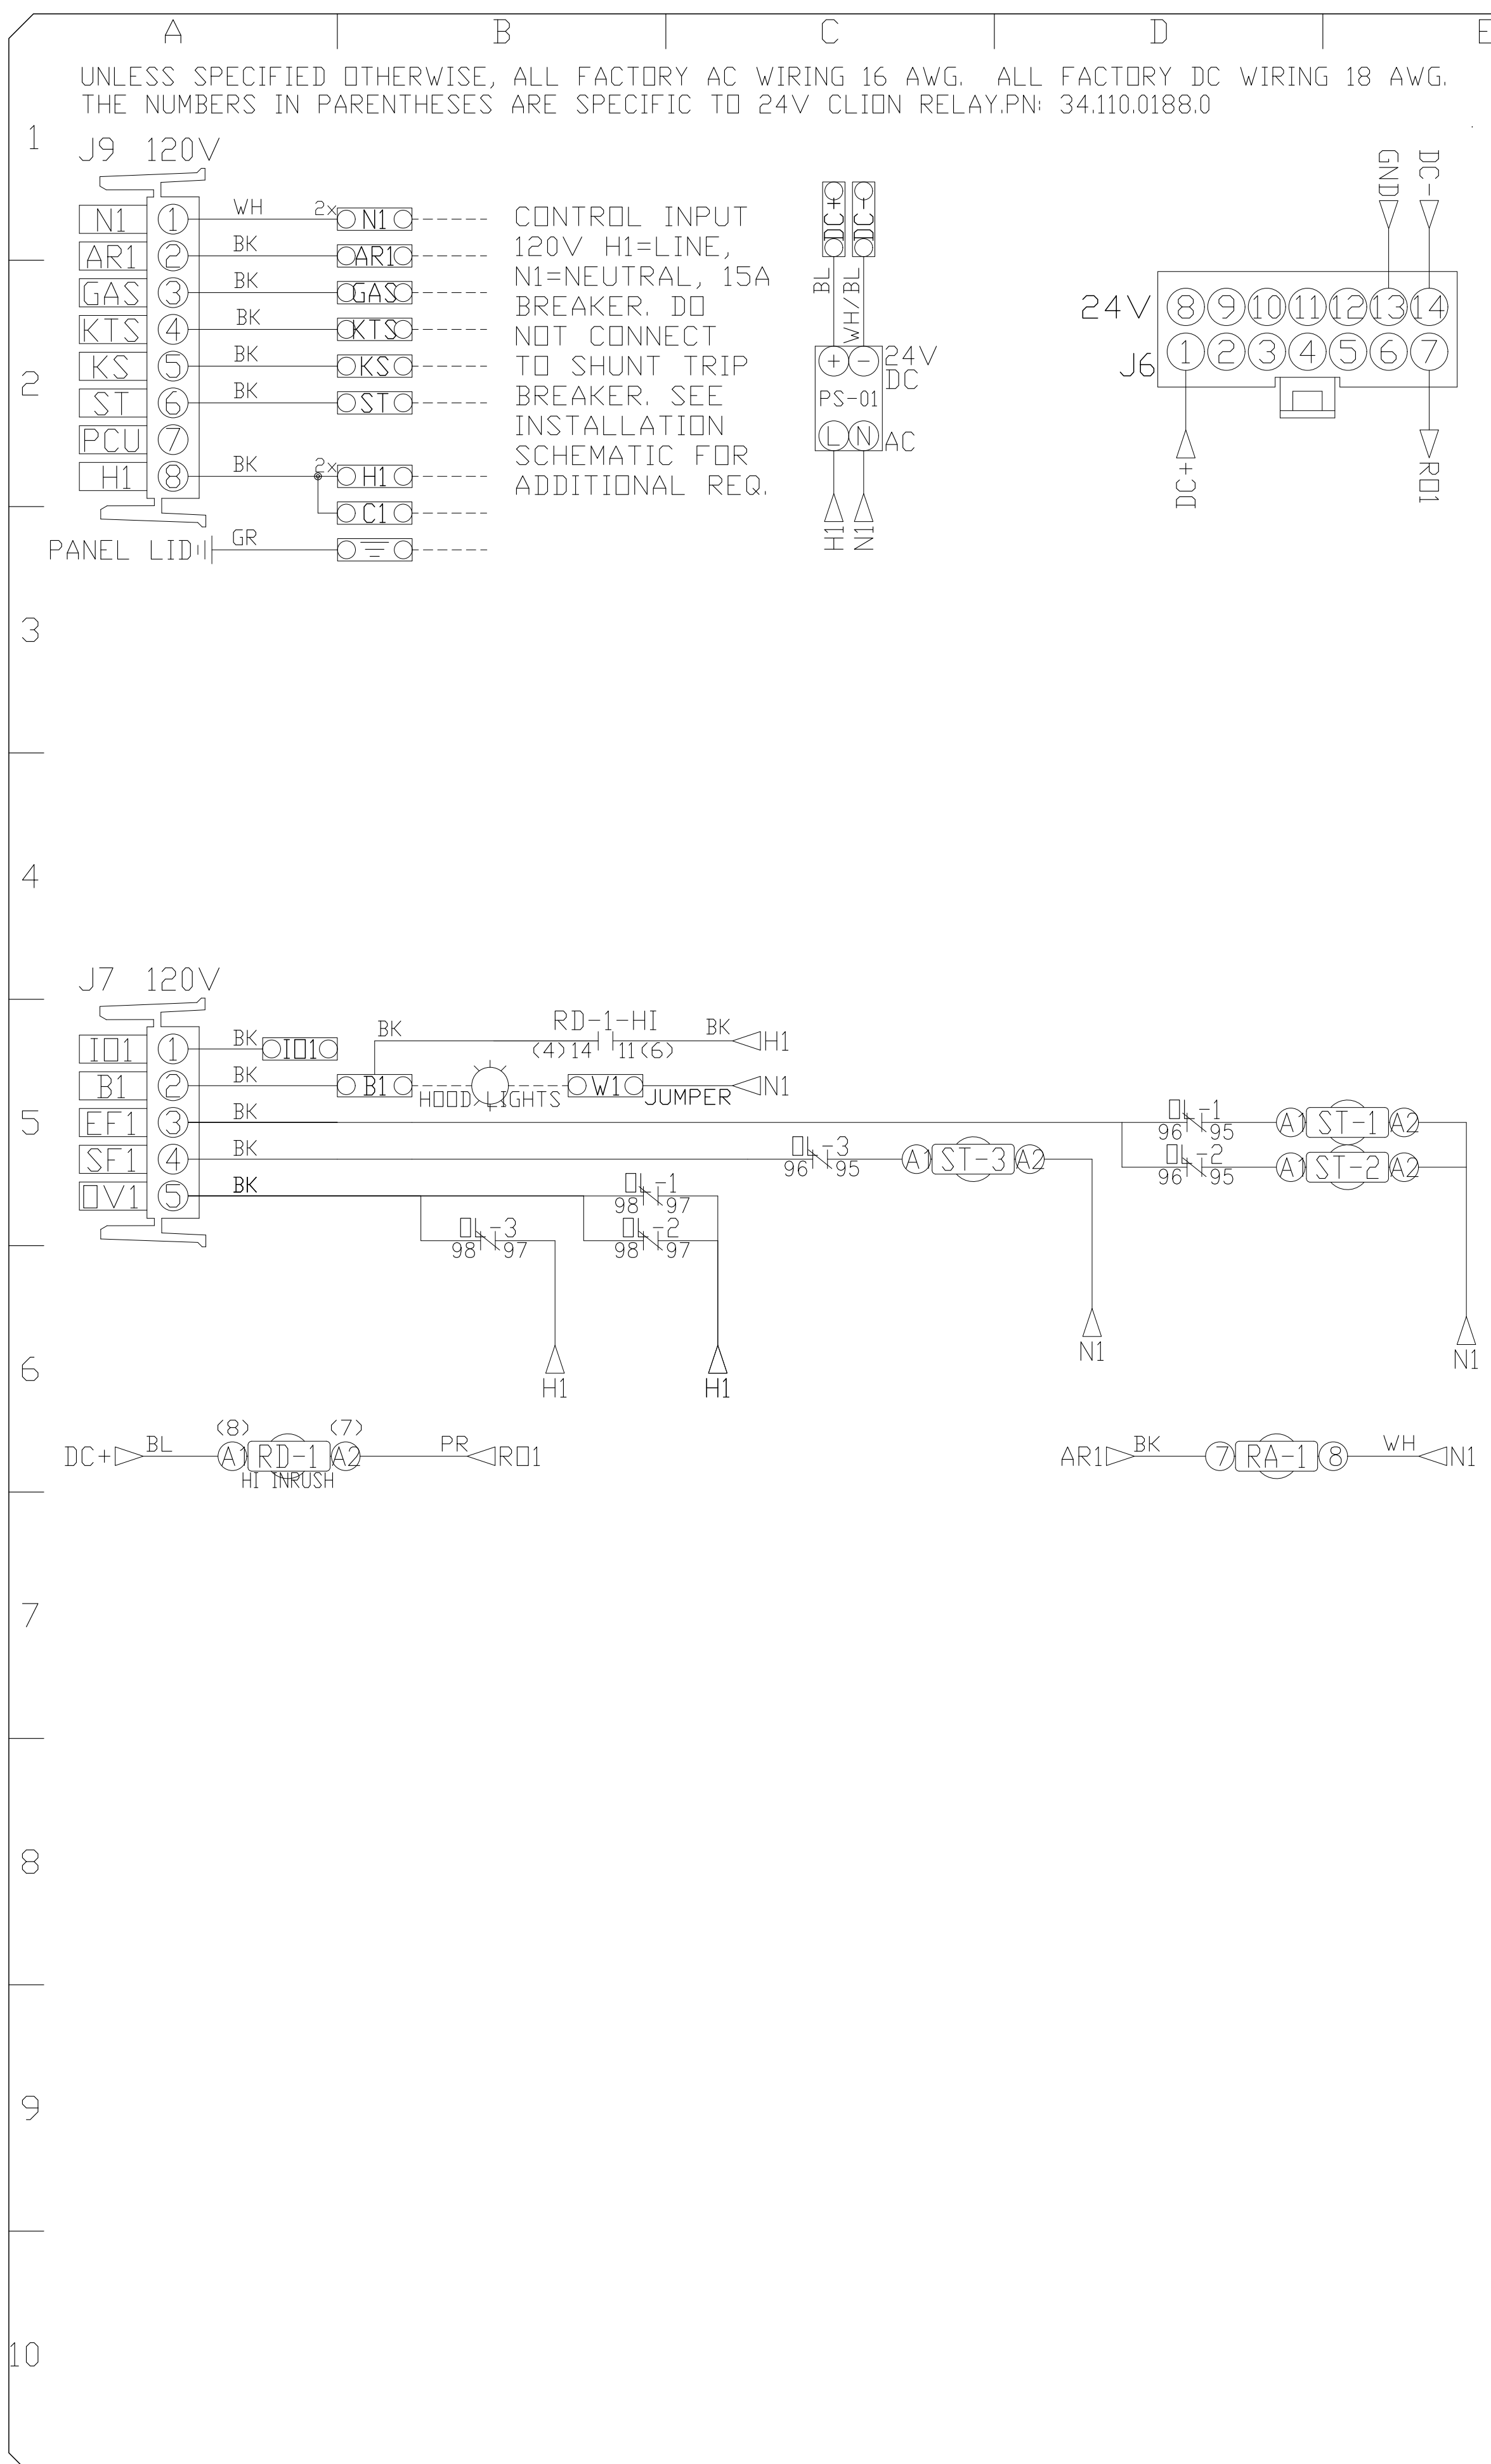 A B C D E
UNLESS SPECIFIED OTHERWISE, ALL FACTORY AC WIRING 16 AWG. ALL FACTORY DC WIRING 18 AWG.
THE NUMBERS IN PARENTHESES ARE SPECIFIC TO 24V CLION RELAY.PN: 34.110.0188.0
1
J9 120V
N1 1 WH 2x N1
AR1 2 BK AR1
GAS 3 BK GAS
KTS 4 BK KTS
KS 5 BK KS
ST 6 BK ST
PCU 7
H1 8 BK 2x H1
C1
PANEL LID GR
CONTROL INPUT
120V H1=LINE,
N1=NEUTRAL, 15A
BREAKER. DO
NOT CONNECT
TO SHUNT TRIP
BREAKER. SEE
INSTALLATION
SCHEMATIC FOR
ADDITIONAL REQ.
DC+ DC-
BL WH/BL
+ - 24V
DC
PS-01
L N AC
H1 N1
GND DC-
24V 8 9 10 11 12 13 14
J6 1 2 3 4 5 6 7
DC+ RO1
2
3
4
J7 120V
IO1 1 BK IO1
BK RD-1-HI BK H1
(4) 14 11 (6)
B1 2 BK B1 HOOD LIGHTS W1 JUMPER N1
5
EF1 3 BK
OL-1
96 95
A1 ST-1 A2
SF1 4 BK
OL-3
96 95
A1 ST-3 A2
OL-2
96 95
A1 ST-2 A2
OV1 5 BK
OL-1
98 97
OL-3
98 97
OL-2
98 97
N1 N1
6
H1 H1
(8) (7)
DC+ BL A1 RD-1 A2 PR RO1
HI INRUSH
AR1 BK 7 RA-1 8 WH N1
7
8
9
10